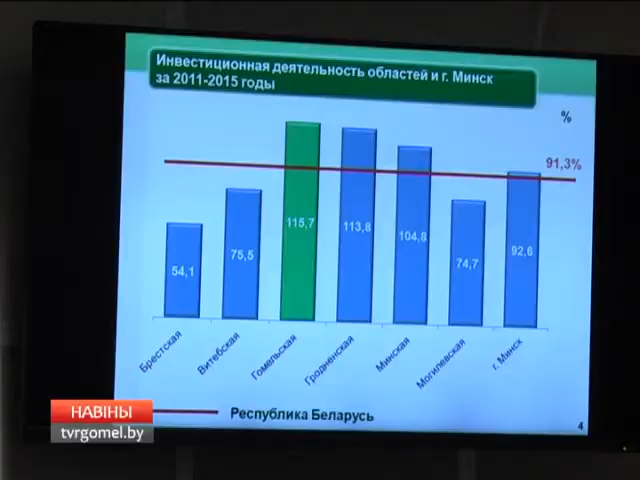 Инвестиционная деятельность областей и г. Минск
за 2011-2015 годы
%
91,3%
54,1
75,5
115,7
113,8
104,8
74,7
92,6
Брестская
Витебская
Гомельская
Гродненская
Минская
Могилевская
г. Минск
Республика Беларусь
4
НАВІНЫ
tvrgomel.by